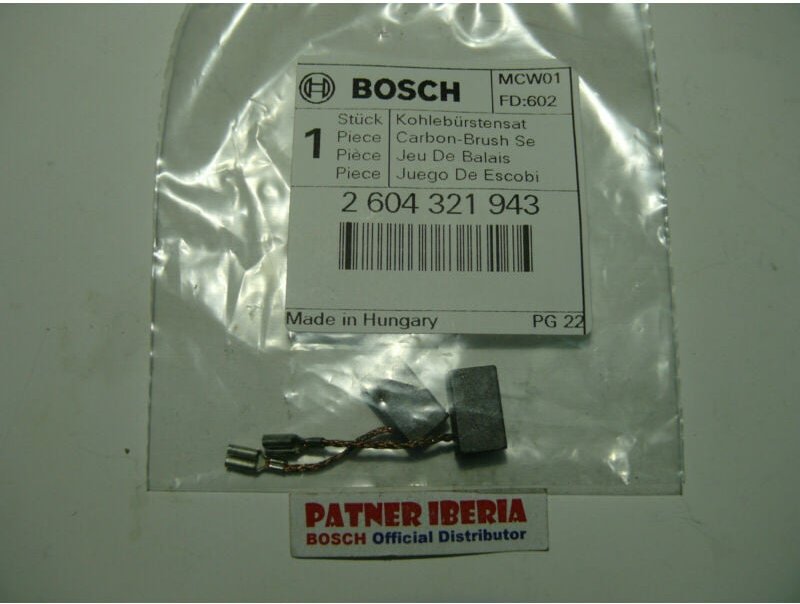 BOSCH
MCW01
FD:602
1
Stück Kohlebürstensat
Piece Carbon-Brush Se
Pièce Jeu De Balais
Piece Juego De Escobi
2 604 321 943
Made in Hungary PG 22
PATNER IBERIA
BOSCH Official Distributor